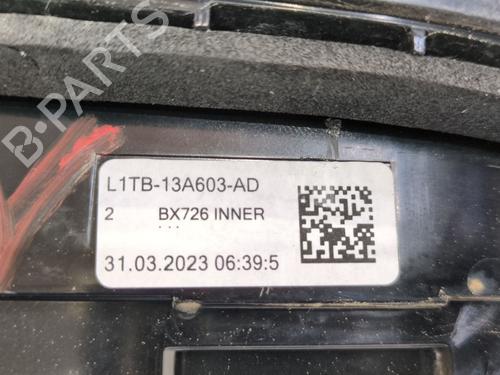 B-PARTS
L1TB-13A603-AD
2 BX726 INNER
...
31.03.2023 06:39:5